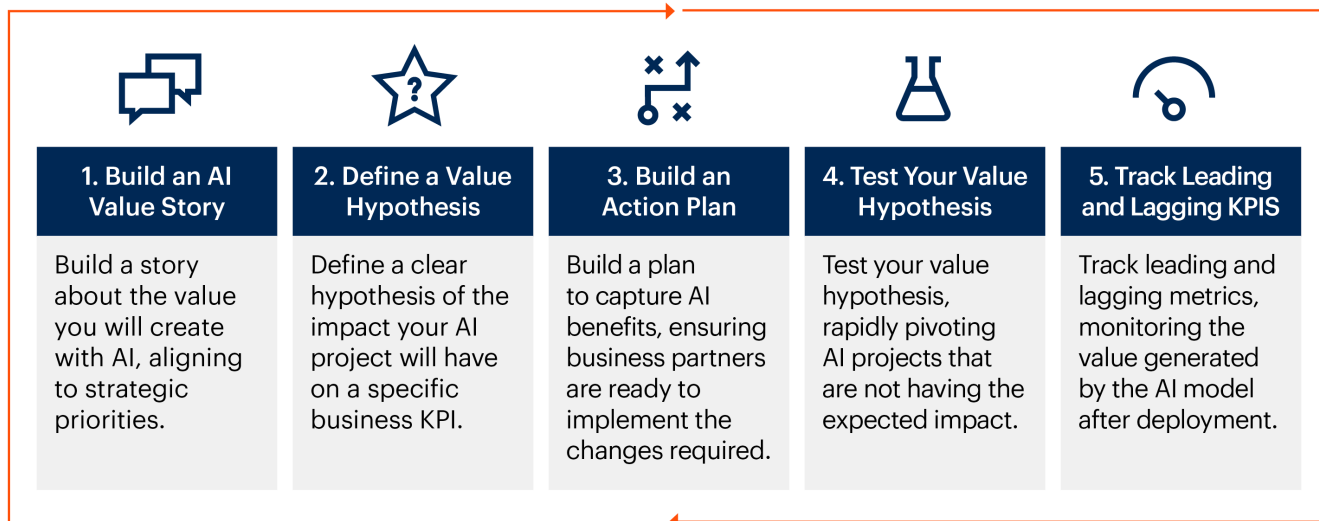 ?
1. Build an AI
Value Story
Build a story
about the value
you will create
with AI, aligning
to strategic
priorities.
2. Define a Value
Hypothesis
Define a clear
hypothesis of the
impact your AI
project will have
on a specific
business KPI.
3. Build an
Action Plan
Build a plan
to capture AI
benefits, ensuring
business partners
are ready to
implement the
changes required.
4. Test Your Value
Hypothesis
Test your value
hypothesis,
rapidly pivoting
AI projects that
are not having the
expected impact.
5. Track Leading
and Lagging KPIS
Track leading and
lagging metrics,
monitoring the
value generated
by the AI model
after deployment.